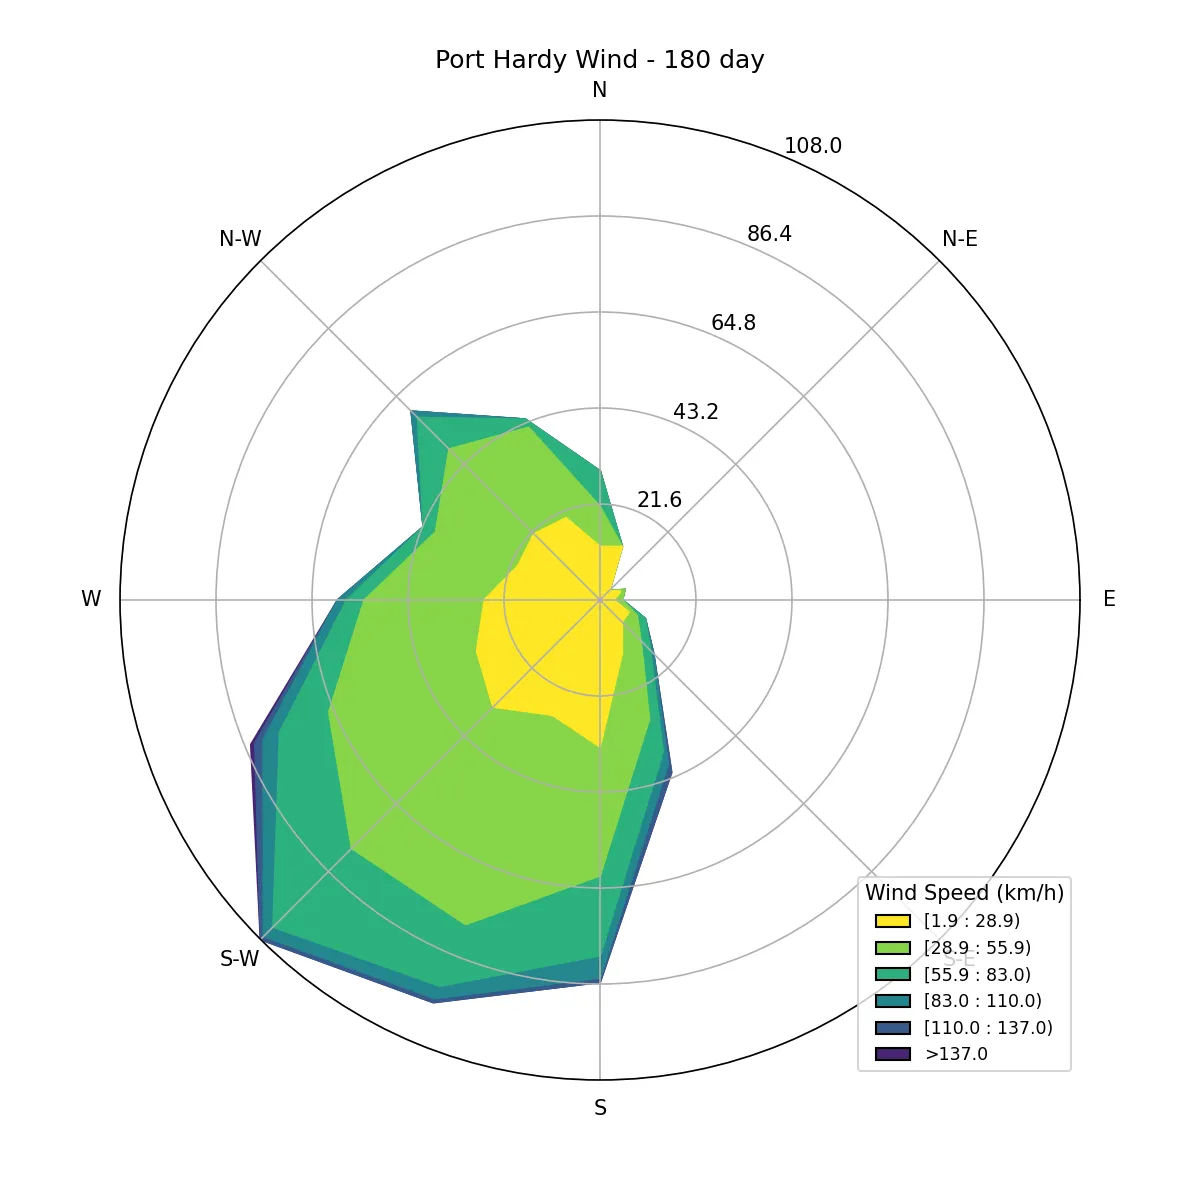 Port Hardy Wind - 180 day
N
108.0
N-W
86.4
N-E
64.8
43.2
21.6
W
E
S-W
S-E
S
Wind Speed (km/h)
[1.9 : 28.9)
[28.9 : 55.9)
[55.9 : 83.0)
[83.0 : 110.0)
[110.0 : 137.0)
>137.0